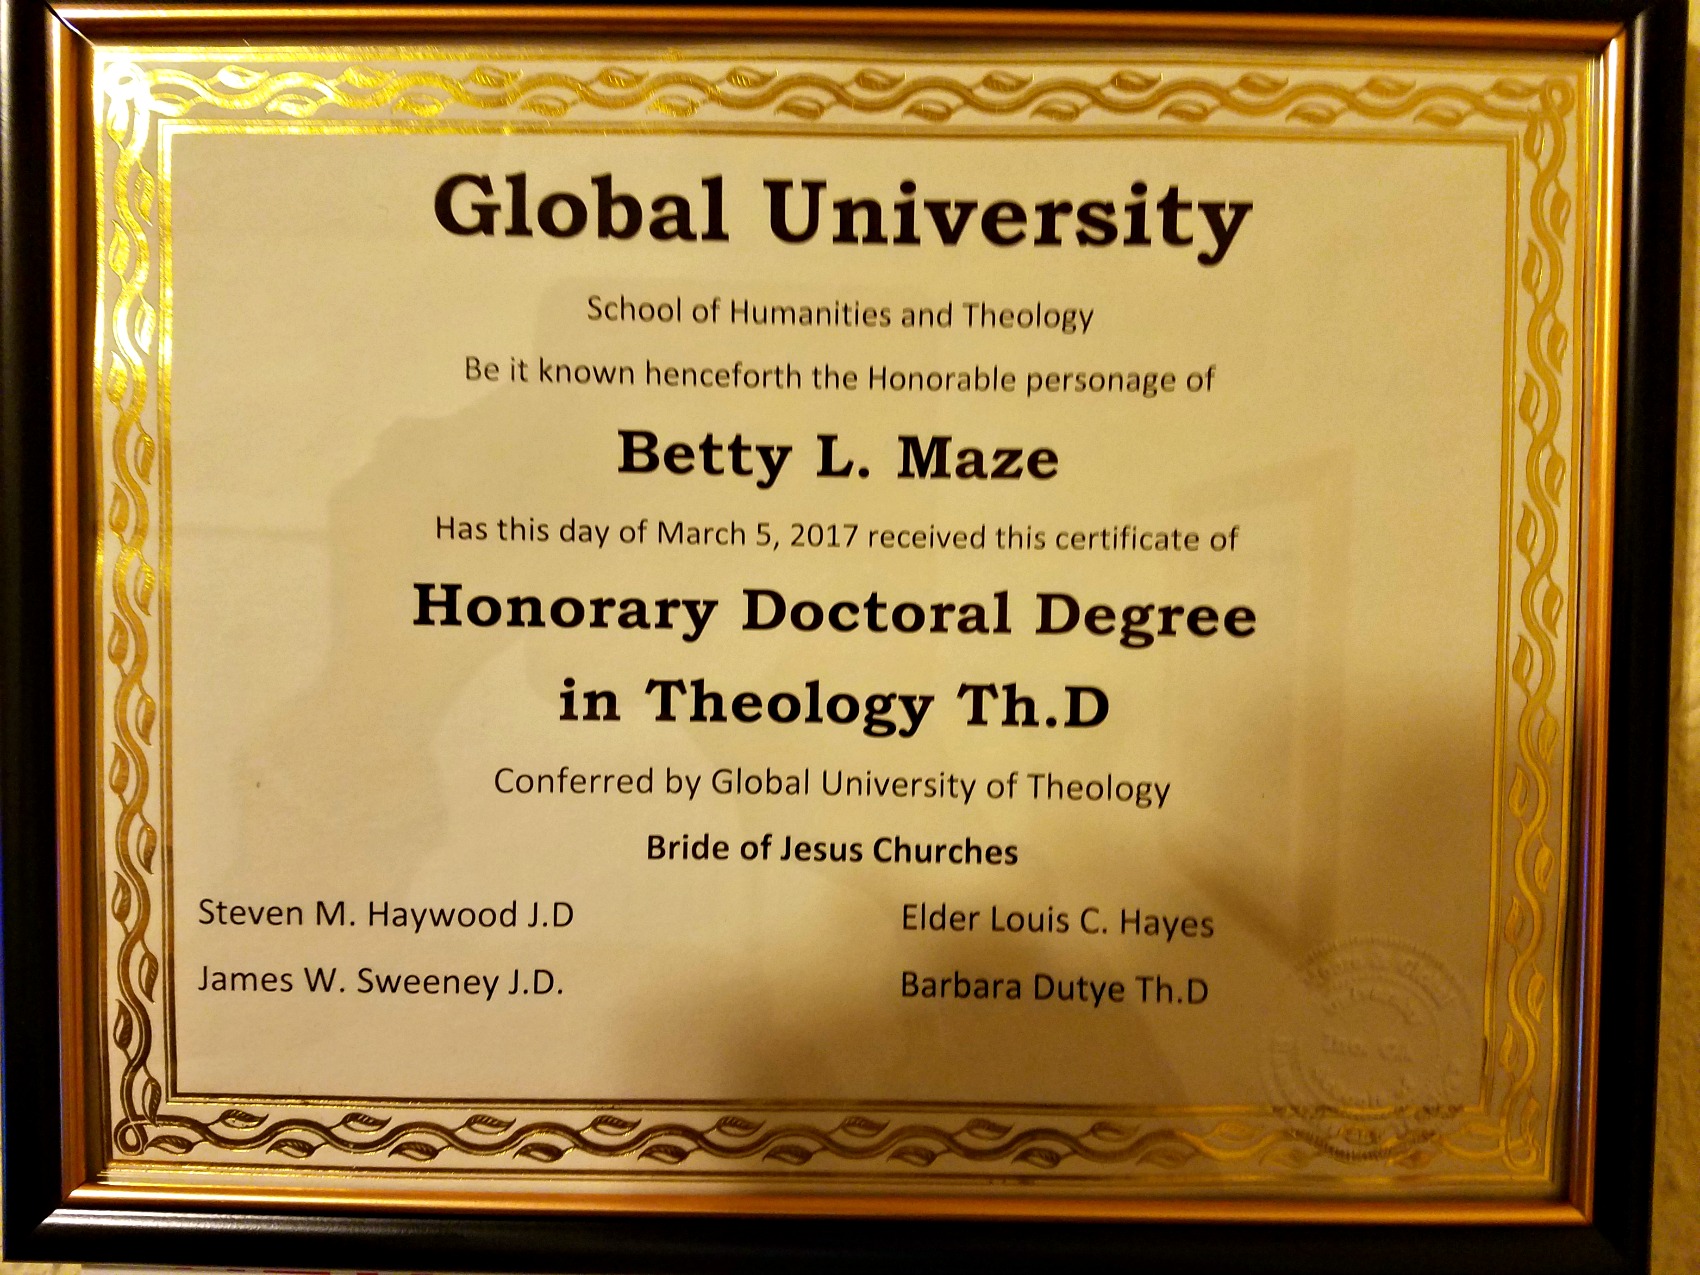 Global University
School of Humanities and Theology
Be it known henceforth the Honorable personage of
Betty L. Maze
Has this day of March 5, 2017 received this certificate of
Honorary Doctoral Degree
in Theology Th.D
Conferred by Global University of Theology
Bride of Jesus Churches
Steven M. Haywood J.D
Elder Louis C. Hayes
James W. Sweeney J.D.
Barbara Dutye Th.D